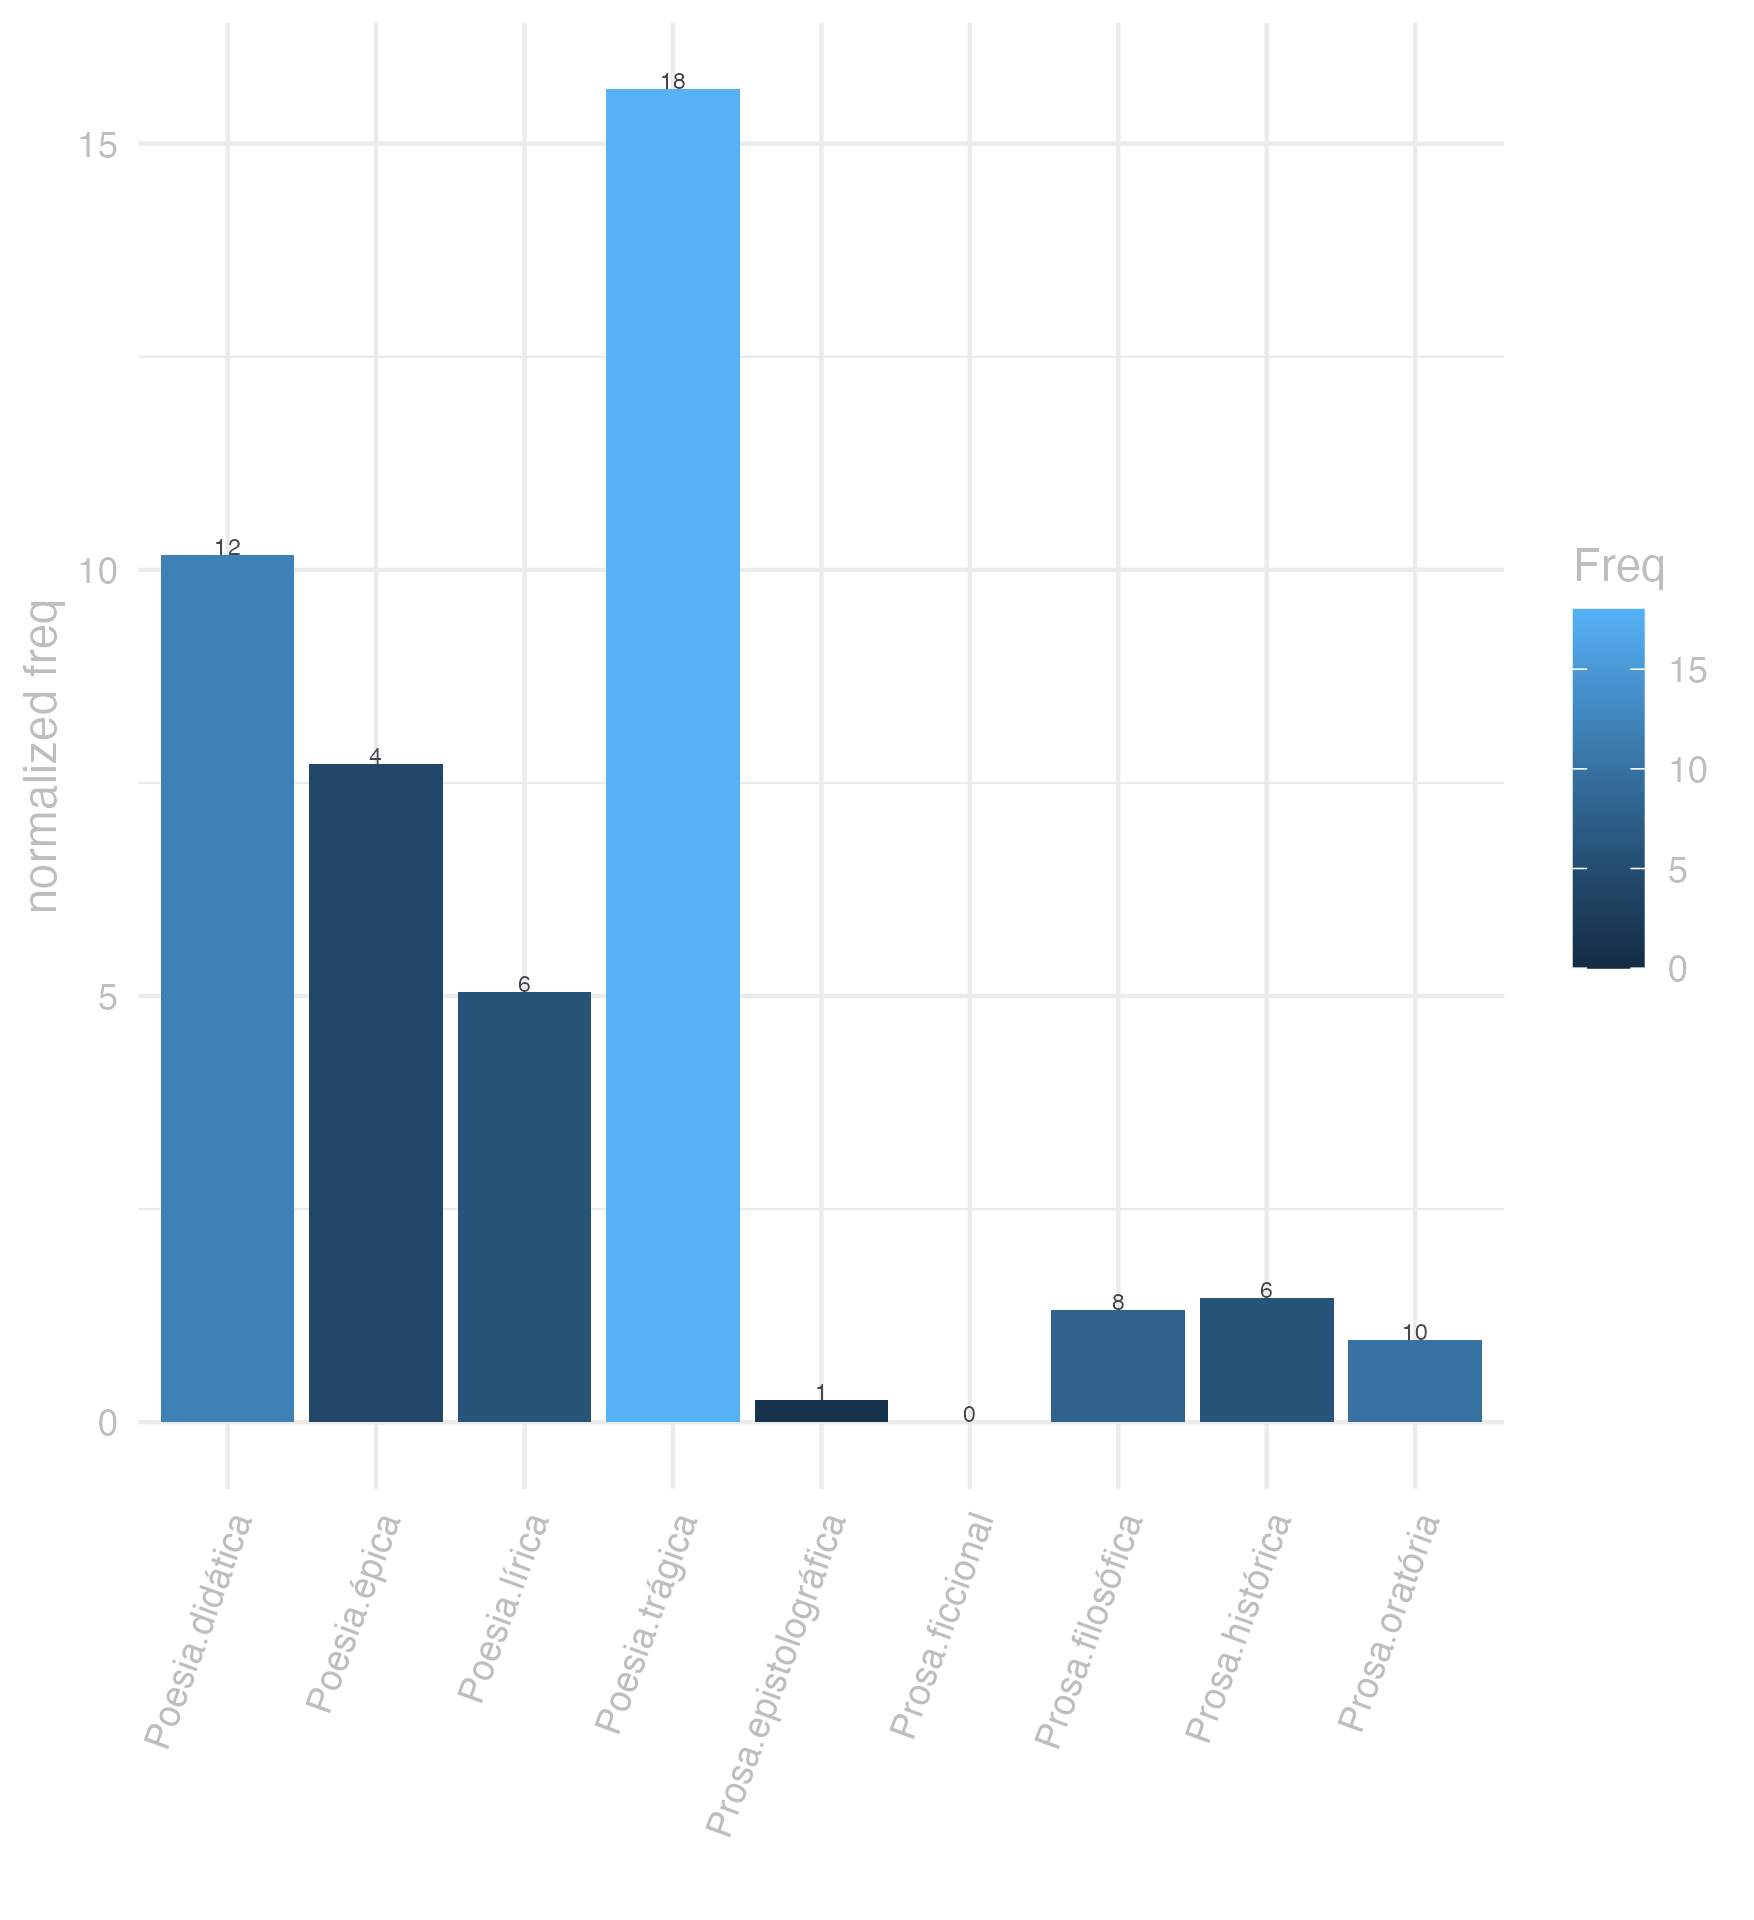 18
15
12
10
4
6
5
1
0
8
6
10
0
normalized freq
Freq
15
10
5
0
Poesia.didática
Poesia.épica
Poesia.lírica
Poesia.trágica
Prosa.epistolográfica
Prosa.ficcional
Prosa.filosófica
Prosa.histórica
Prosa.oratória